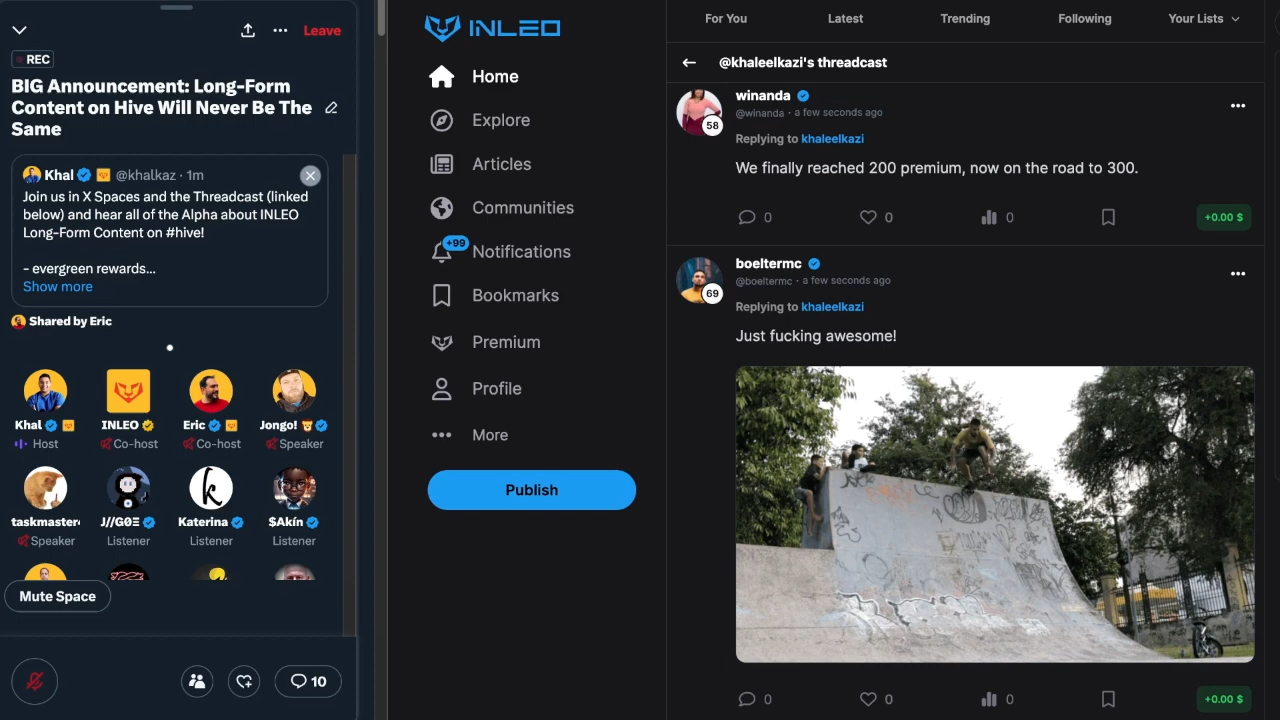 Leave
REC
BIG Announcement: Long-Form
Content on Hive Will Never Be The
Same
Khal @khalkaz · 1m
Join us in X Spaces and the Threadcast (linked
below) and hear all of the Alpha about INLEO
Long-Form Content on #hive!
- evergreen rewards...
Show more
Shared by Eric
Khal
INLEO
Eric
Jongo!
Host
Co-host
Co-host
Speaker
taskmaster
J//G0Ξ
Katerina
$Akín
Speaker
Listener
Listener
Listener
Mute Space
10
INLEO
Home
Explore
Articles
Communities
+99
Notifications
Bookmarks
Premium
Profile
More
Publish
For You
Latest
Trending
Following
Your Lists
@khaleelkazi's threadcast
winanda
58
@winanda · a few seconds ago
Replying to khaleelkazi
We finally reached 200 premium, now on the road to 300.
0
0
0
+0.00 $
boeltermc
69
@boeltermc · a few seconds ago
Replying to khaleelkazi
Just fucking awesome!
0
0
0
+0.00 $